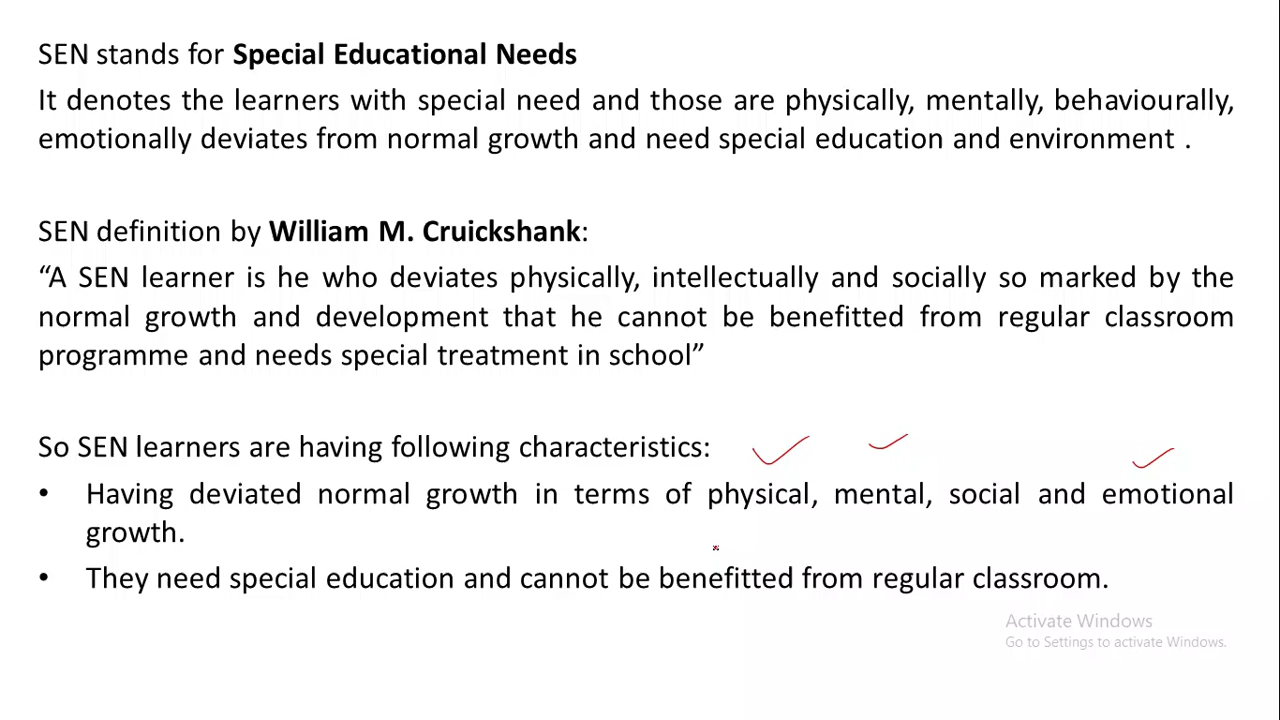 SEN stands for Special Educational Needs
It denotes the learners with special need and those are physically, mentally, behaviourally,
emotionally deviates from normal growth and need special education and environment .
SEN definition by William M. Cruickshank:
“A SEN learner is he who deviates physically, intellectually and socially so marked by the
normal growth and development that he cannot be benefitted from regular classroom
programme and needs special treatment in school”
So SEN learners are having following characteristics:
• Having deviated normal growth in terms of physical, mental, social and emotional
growth.
• They need special education and cannot be benefitted from regular classroom.
Activate Windows
Go to Settings to activate Windows.